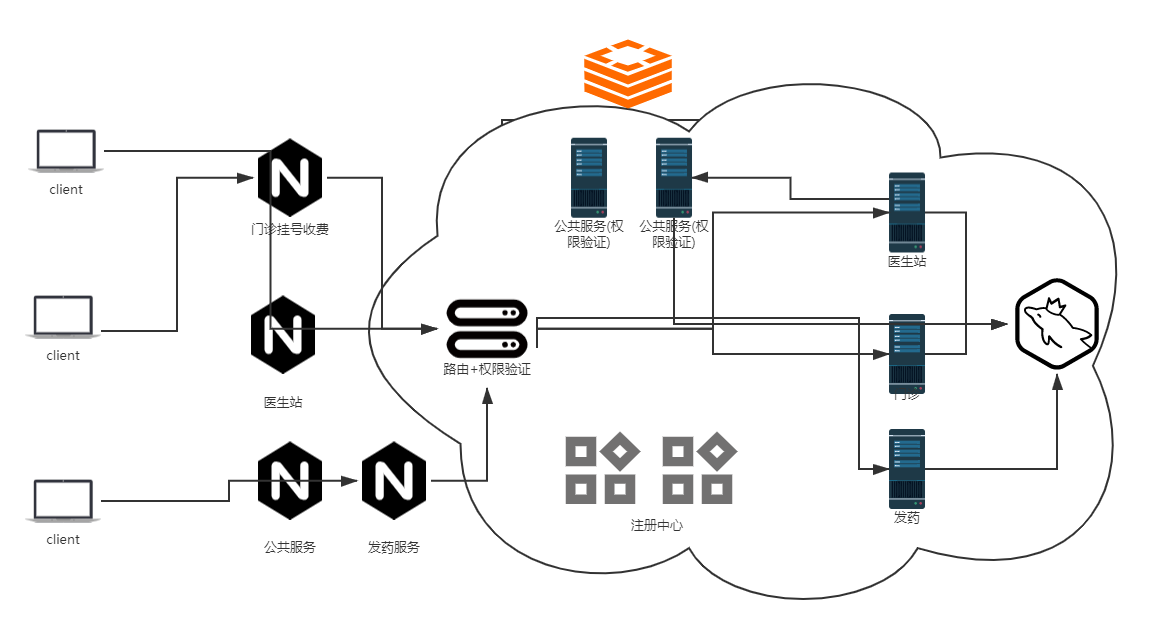 client
门诊挂号收费
client
医生站
client
公共服务
发药服务
公共服务(权
限验证)
公共服务(权
限验证)
路由+权限验证
注册中心
医生站
门诊
发药